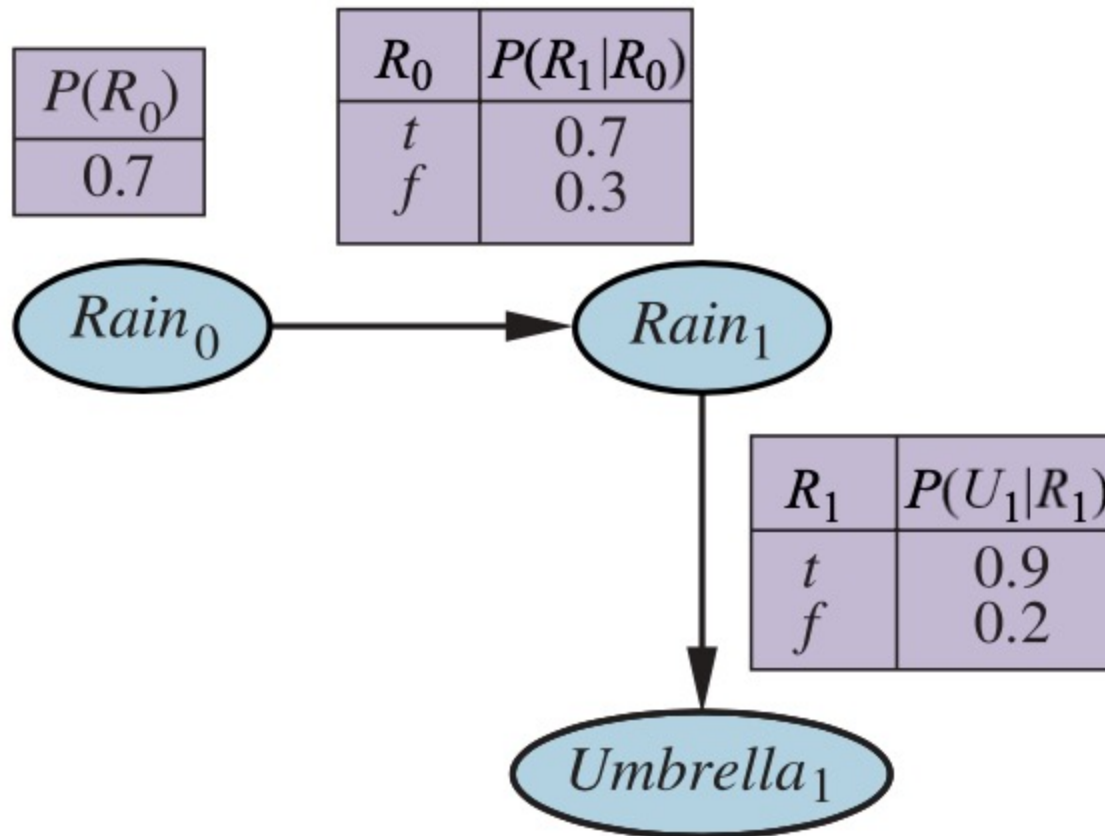 P(R₀)
0.7
R₀ P(R₁|R₀)
t 0.7
f 0.3
Rain₀
Rain₁
R₁ P(U₁|R₁)
t 0.9
f 0.2
Umbrella₁